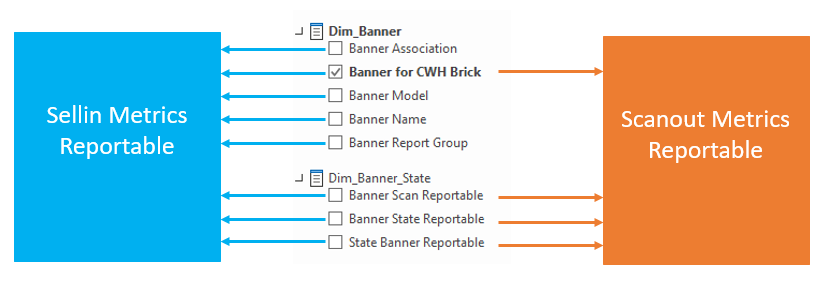 Sellin Metrics
Reportable
Dim_Banner
Banner Association
Banner for CWH Brick
Banner Model
Banner Name
Banner Report Group
Dim_Banner_State
Banner Scan Reportable
Banner State Reportable
State Banner Reportable
Scanout Metrics
Reportable